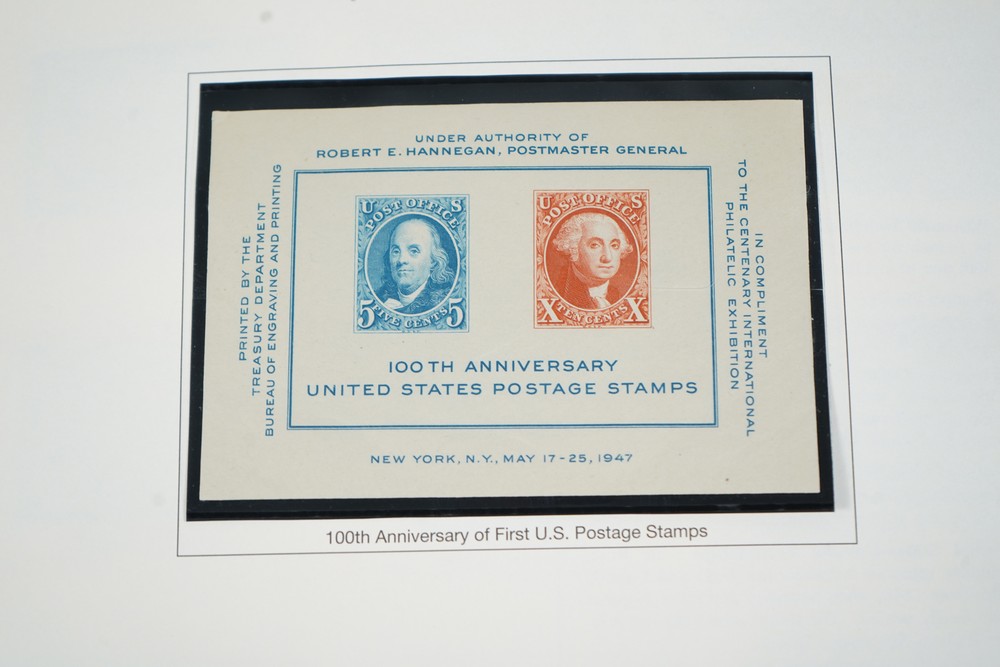 UNDER AUTHORITY OF
ROBERT E. HANNEGAN, POSTMASTER GENERAL
PRINTED BY THE
TREASURY DEPARTMENT
BUREAU OF ENGRAVING AND PRINTING
U S
POST OFFICE
5 5
FIVE CENTS
U S
POST OFFICE
X X
TEN CENTS
100TH ANNIVERSARY
UNITED STATES POSTAGE STAMPS
IN COMPLIMENT
TO THE CENTENARY INTERNATIONAL
PHILATELIC EXHIBITION
NEW YORK, N.Y., MAY 17-25, 1947
100th Anniversary of First U.S. Postage Stamps